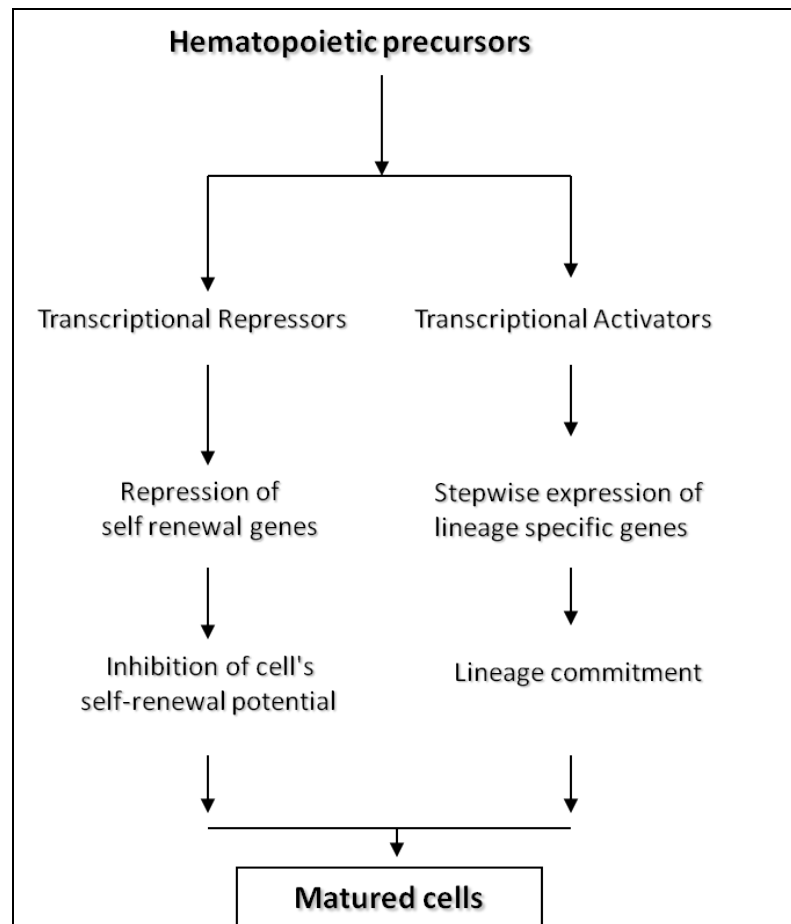 Hematopoietic precursors
Transcriptional Repressors
Transcriptional Activators
Repression of
self renewal genes
Stepwise expression of
lineage specific genes
Inhibition of cell's
self-renewal potential
Lineage commitment
Matured cells